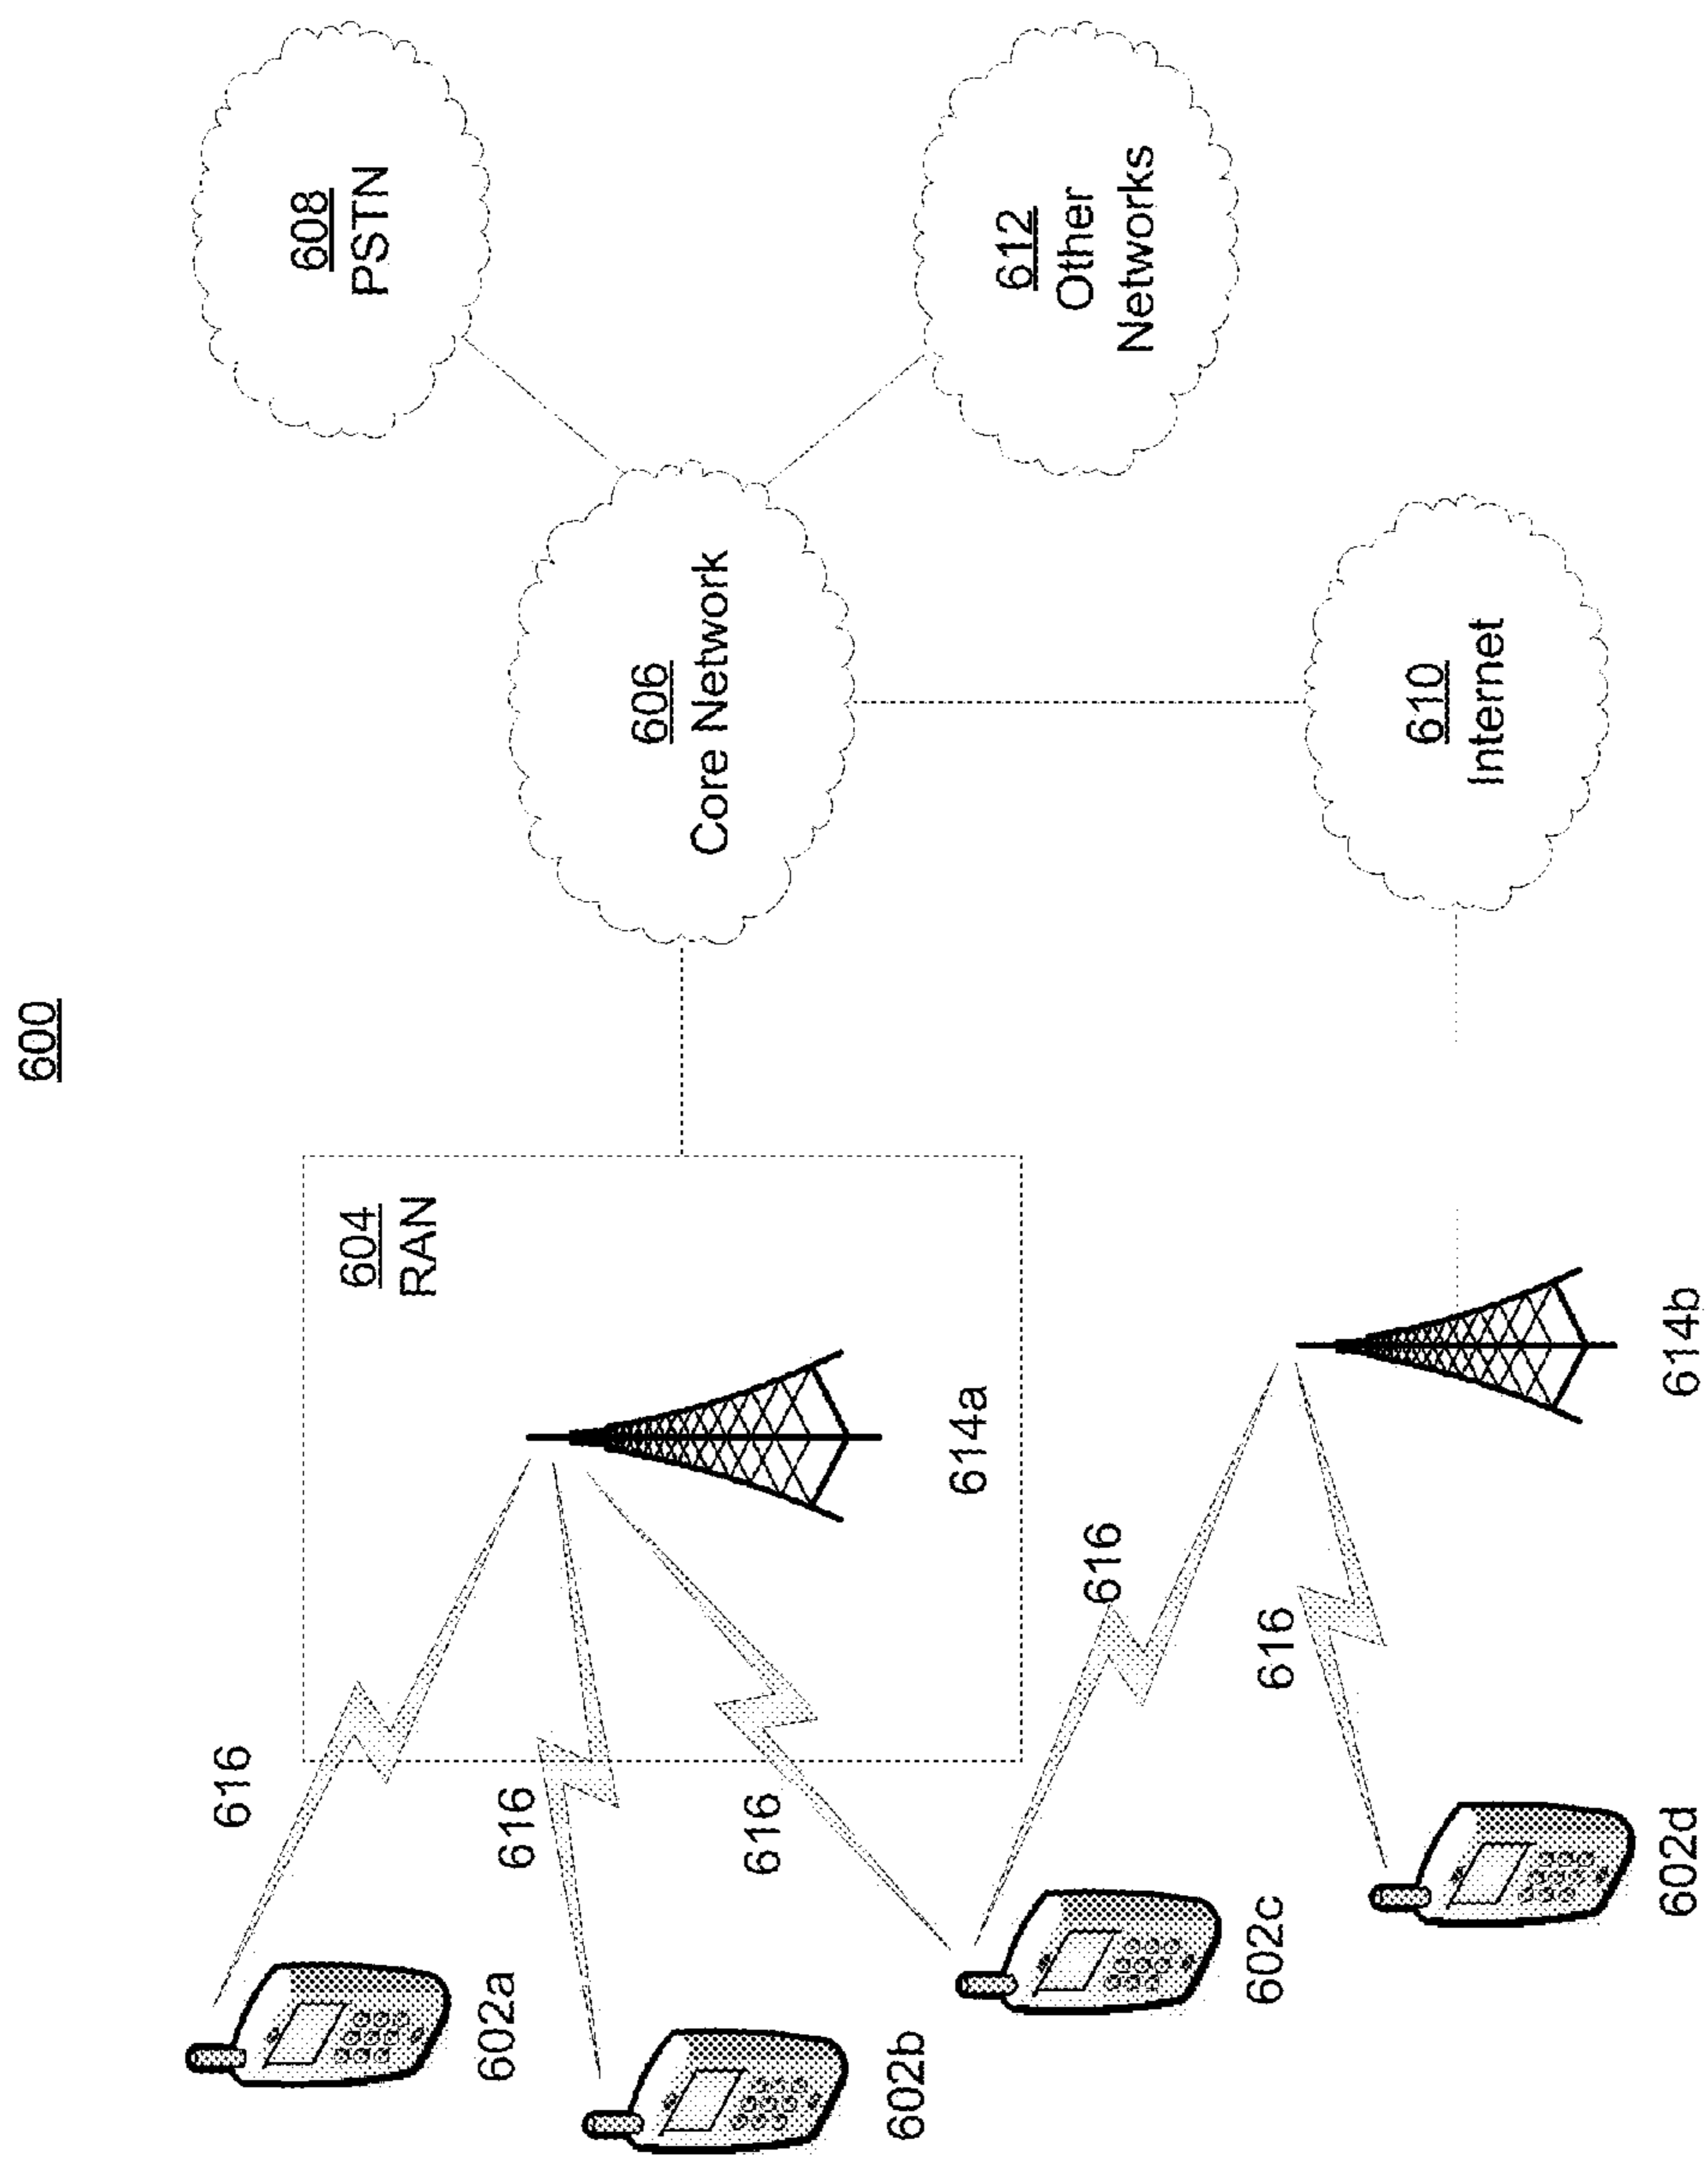 600
608
PSTN
606
Core Network
612
Other
Networks
610
Internet
604
RAN
614a
614b
616
616
616
616
616
602a
602b
602c
602d